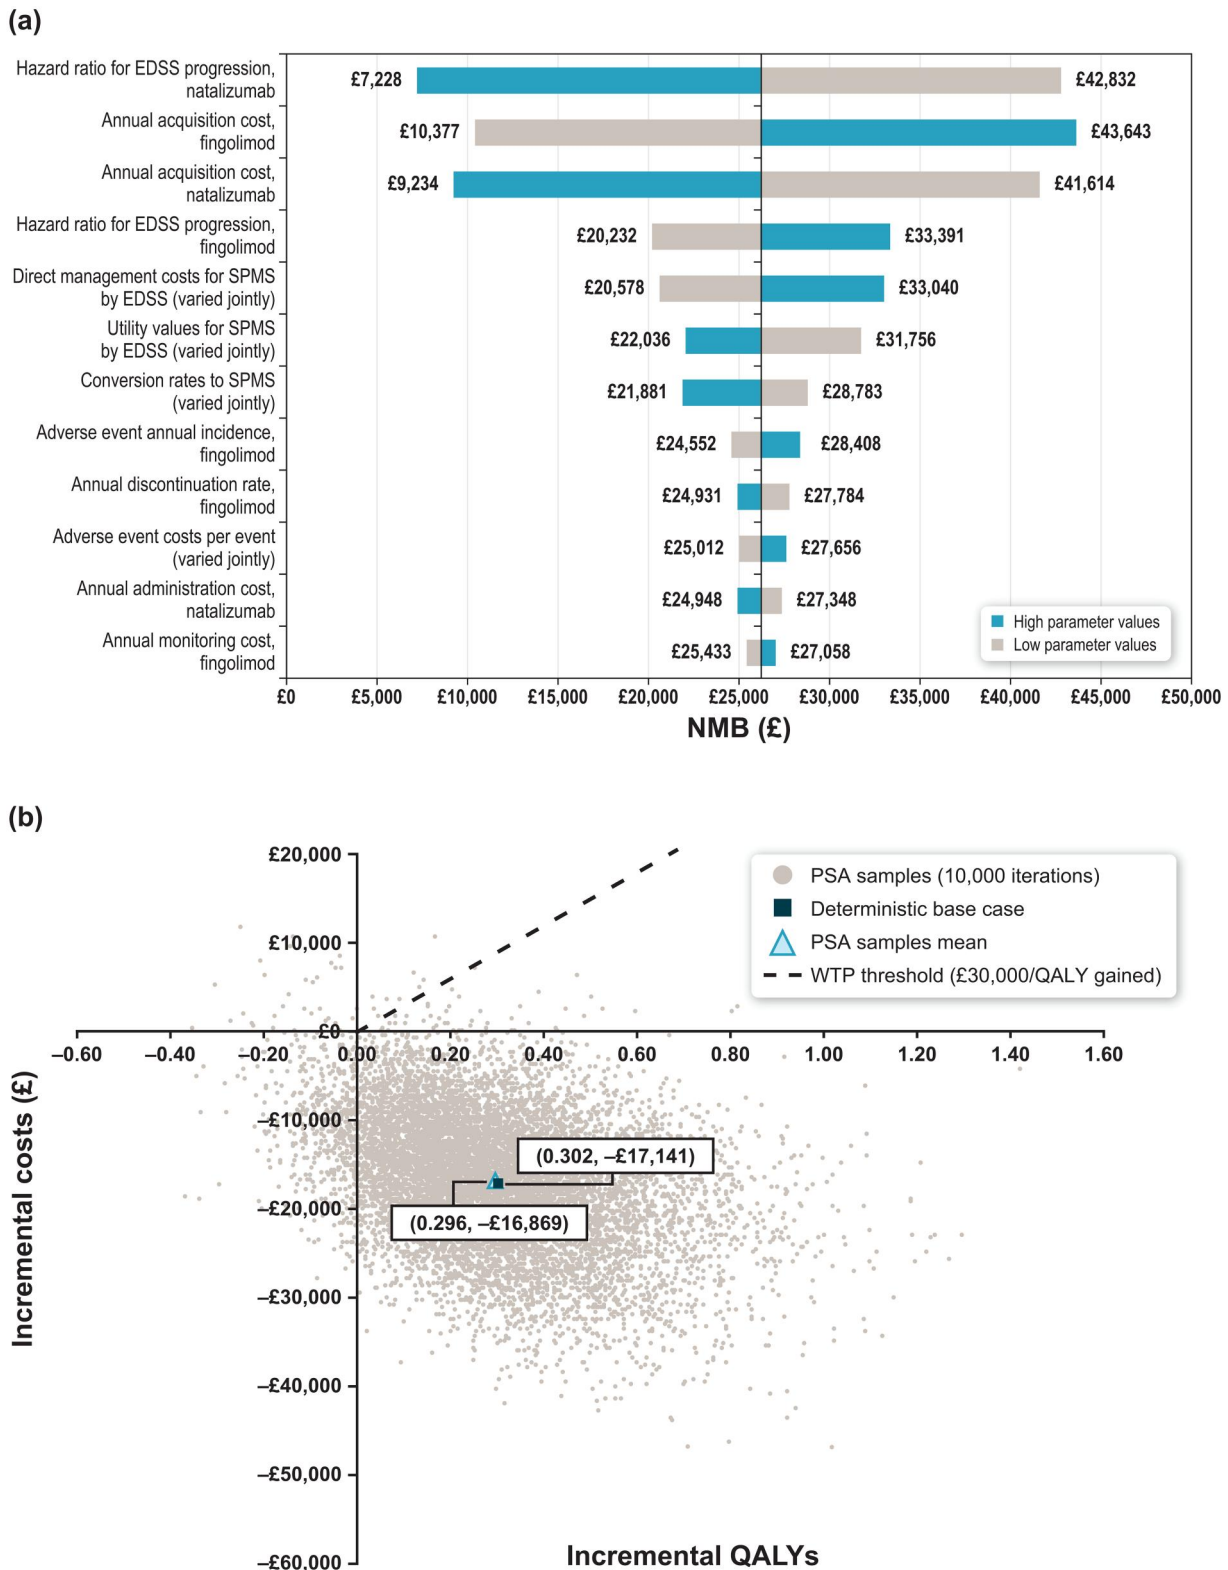 (a)
Hazard ratio for EDSS progression,
natalizumab
£7,228
£42,832
Annual acquisition cost,
fingolimod
£10,377
£43,643
Annual acquisition cost,
natalizumab
£9,234
£41,614
Hazard ratio for EDSS progression,
fingolimod
£20,232
£33,391
Direct management costs for SPMS
by EDSS (varied jointly)
£20,578
£33,040
Utility values for SPMS
by EDSS (varied jointly)
£22,036
£31,756
Conversion rates to SPMS
(varied jointly)
£21,881
£28,783
Adverse event annual incidence,
fingolimod
£24,552
£28,408
Annual discontinuation rate,
fingolimod
£24,931
£27,784
Adverse event costs per event
(varied jointly)
£25,012
£27,656
Annual administration cost,
natalizumab
£24,948
£27,348
Annual monitoring cost,
fingolimod
£25,433
£27,058
High parameter values
Low parameter values
£0 £5,000 £10,000 £15,000 £20,000 £25,000 £30,000 £35,000 £40,000 £45,000 £50,000
NMB (£)
(b)
£20,000
£10,000
£0
–£10,000
–£20,000
–£30,000
–£40,000
–£50,000
–£60,000
Incremental costs (£)
–0.60 –0.40 –0.20 0.00 0.20 0.40 0.60 0.80 1.00 1.20 1.40 1.60
PSA samples (10,000 iterations)
Deterministic base case
PSA samples mean
WTP threshold (£30,000/QALY gained)
(0.302, –£17,141)
(0.296, –£16,869)
Incremental QALYs